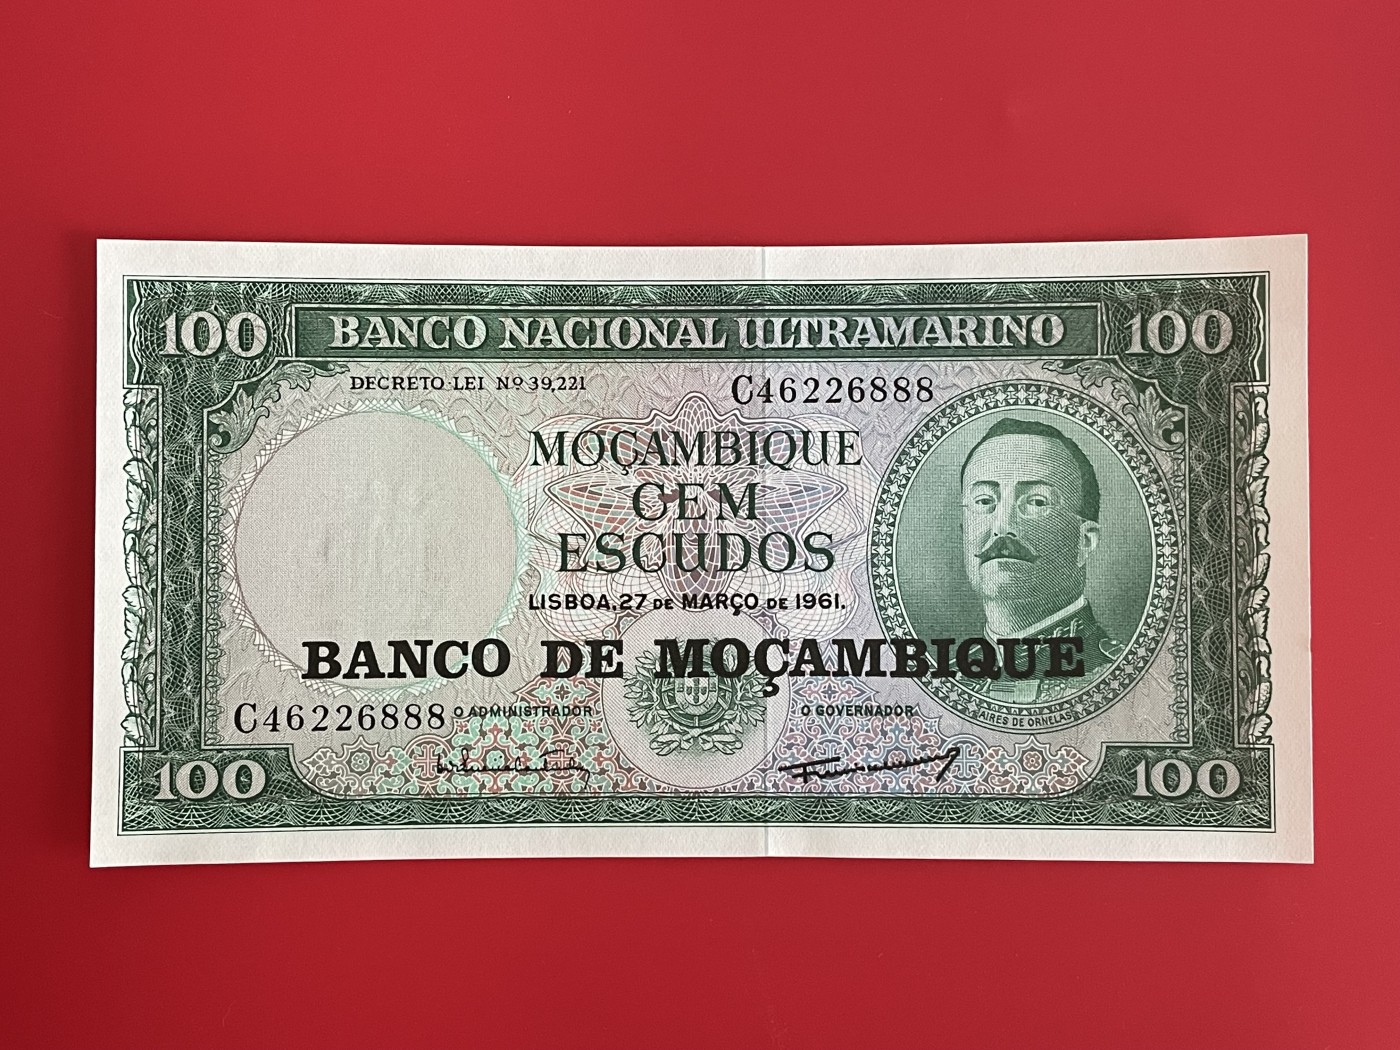 100 BANCO NACIONAL ULTRAMARINO 100
DECRETO-LEI Nº 39.221
C46226888
MOÇAMBIQUE
CEM
ESCUDOS
LISBOA, 27 DE MARÇO DE 1961.
BANCO DE MOÇAMBIQUE
AIRES DE ORNELAS
C46226888
O ADMINISTRADOR
O GOVERNADOR
100 100